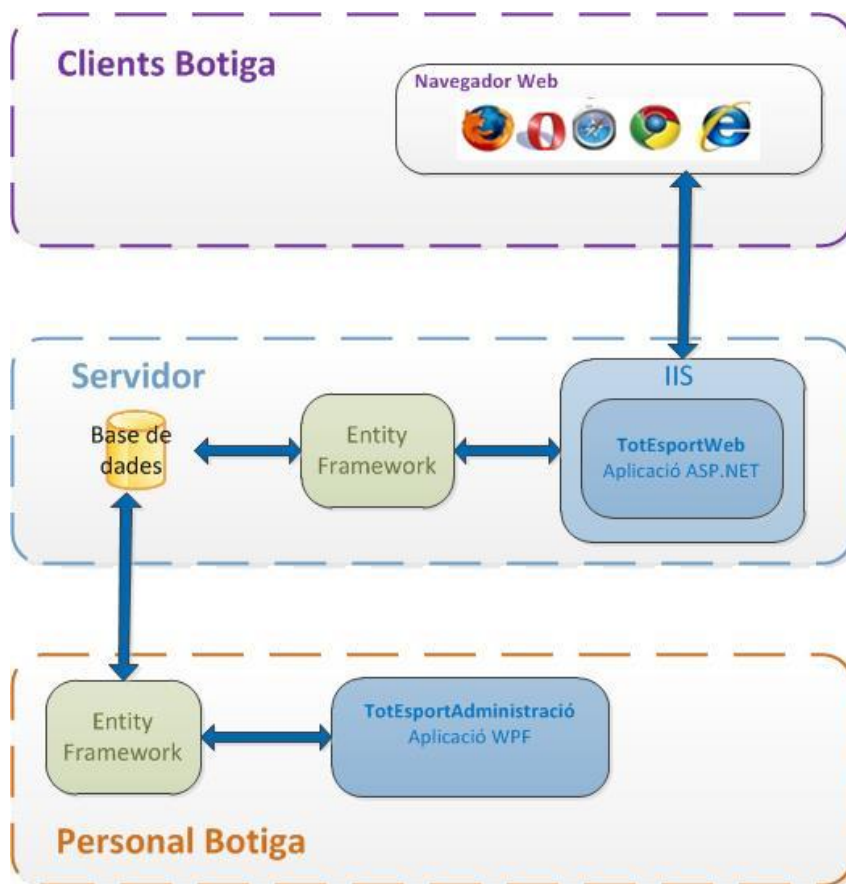 Clients Botiga
Navegador Web
Servidor
IIS
Base de
dades
Entity
Framework
TotEsportWeb
Aplicació ASP.NET
Entity
Framework
TotEsportAdministració
Aplicació WPF
Personal Botiga